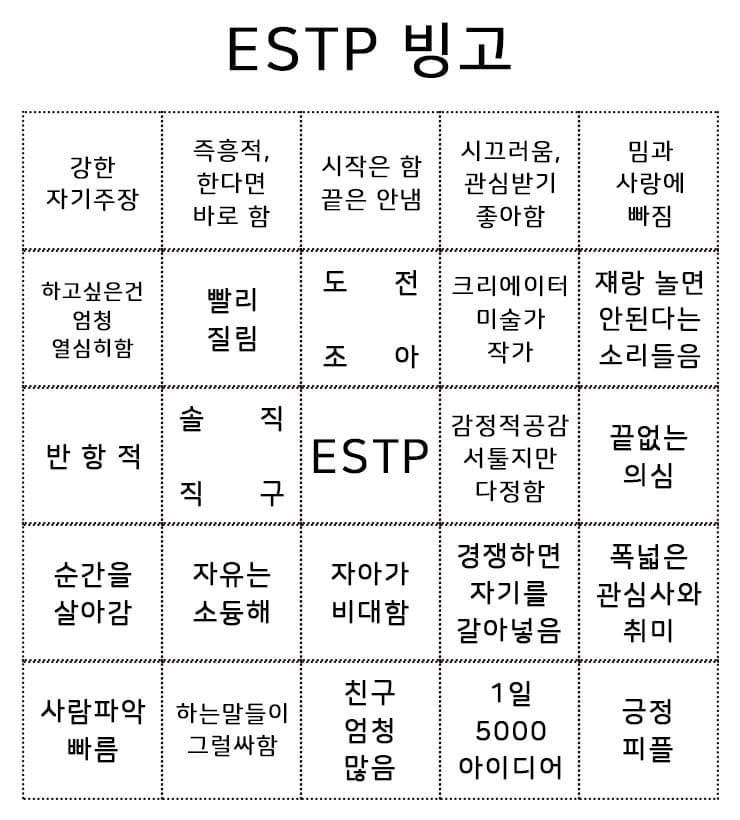 ESTP 빙고
강한
자기주장
즉흥적,
한다면
바로 함
시작은 함
끝은 안냄
시끄러움,
관심받기
좋아함
밈과
사랑에
빠짐
하고싶은건
엄청
열심히함
빨리
질림
도 전
조 아
크리에이터
미술가
작가
쟤랑 놀면
안된다는
소리들음
반 항 적
솔 직
직 구
ESTP
감정적공감
서툴지만
다정함
끝없는
의심
순간을
살아감
자유는
소듕해
자아가
비대함
경쟁하면
자기를
갈아넣음
폭넓은
관심사와
취미
사람파악
빠름
하는말들이
그럴싸함
친구
엄청
많음
1일
5000
아이디어
긍정
피플